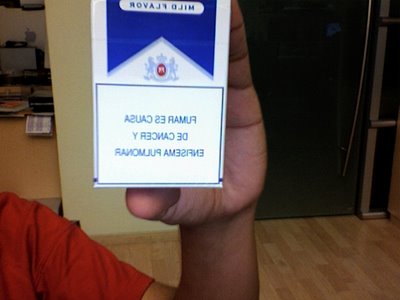 MILD FLAVOR
FUMAR ES CAUSA
DE CANCER Y
ENFISEMA PULMONAR